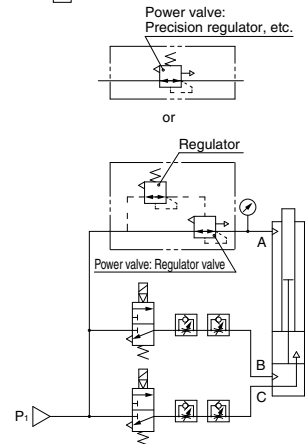 Power valve:
Precision regulator, etc.
or
Regulator
A
Power valve: Regulator valve
B
C
P1